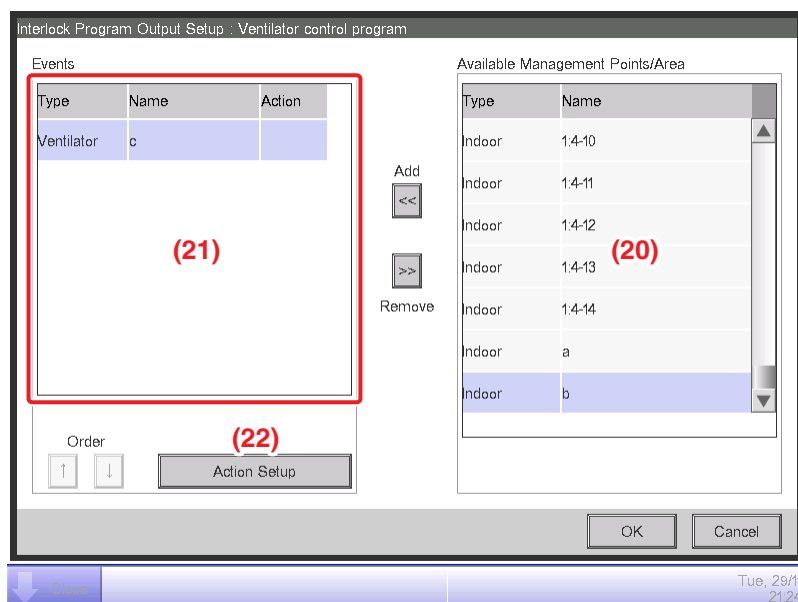 Interlock Program Output Setup : Ventilator control program
Events
Type Name Action
Ventilator c
(21)
Order
↑ ↓
(22)
Action Setup
Add
<<
>>
Remove
Available Management Points/Area
Type Name
Indoor 1:4-10
Indoor 1:4-11
Indoor 1:4-12
Indoor 1:4-13
Indoor 1:4-14
Indoor a
Indoor b
(20)
OK Cancel
Close
Tue, 29/1
21:24